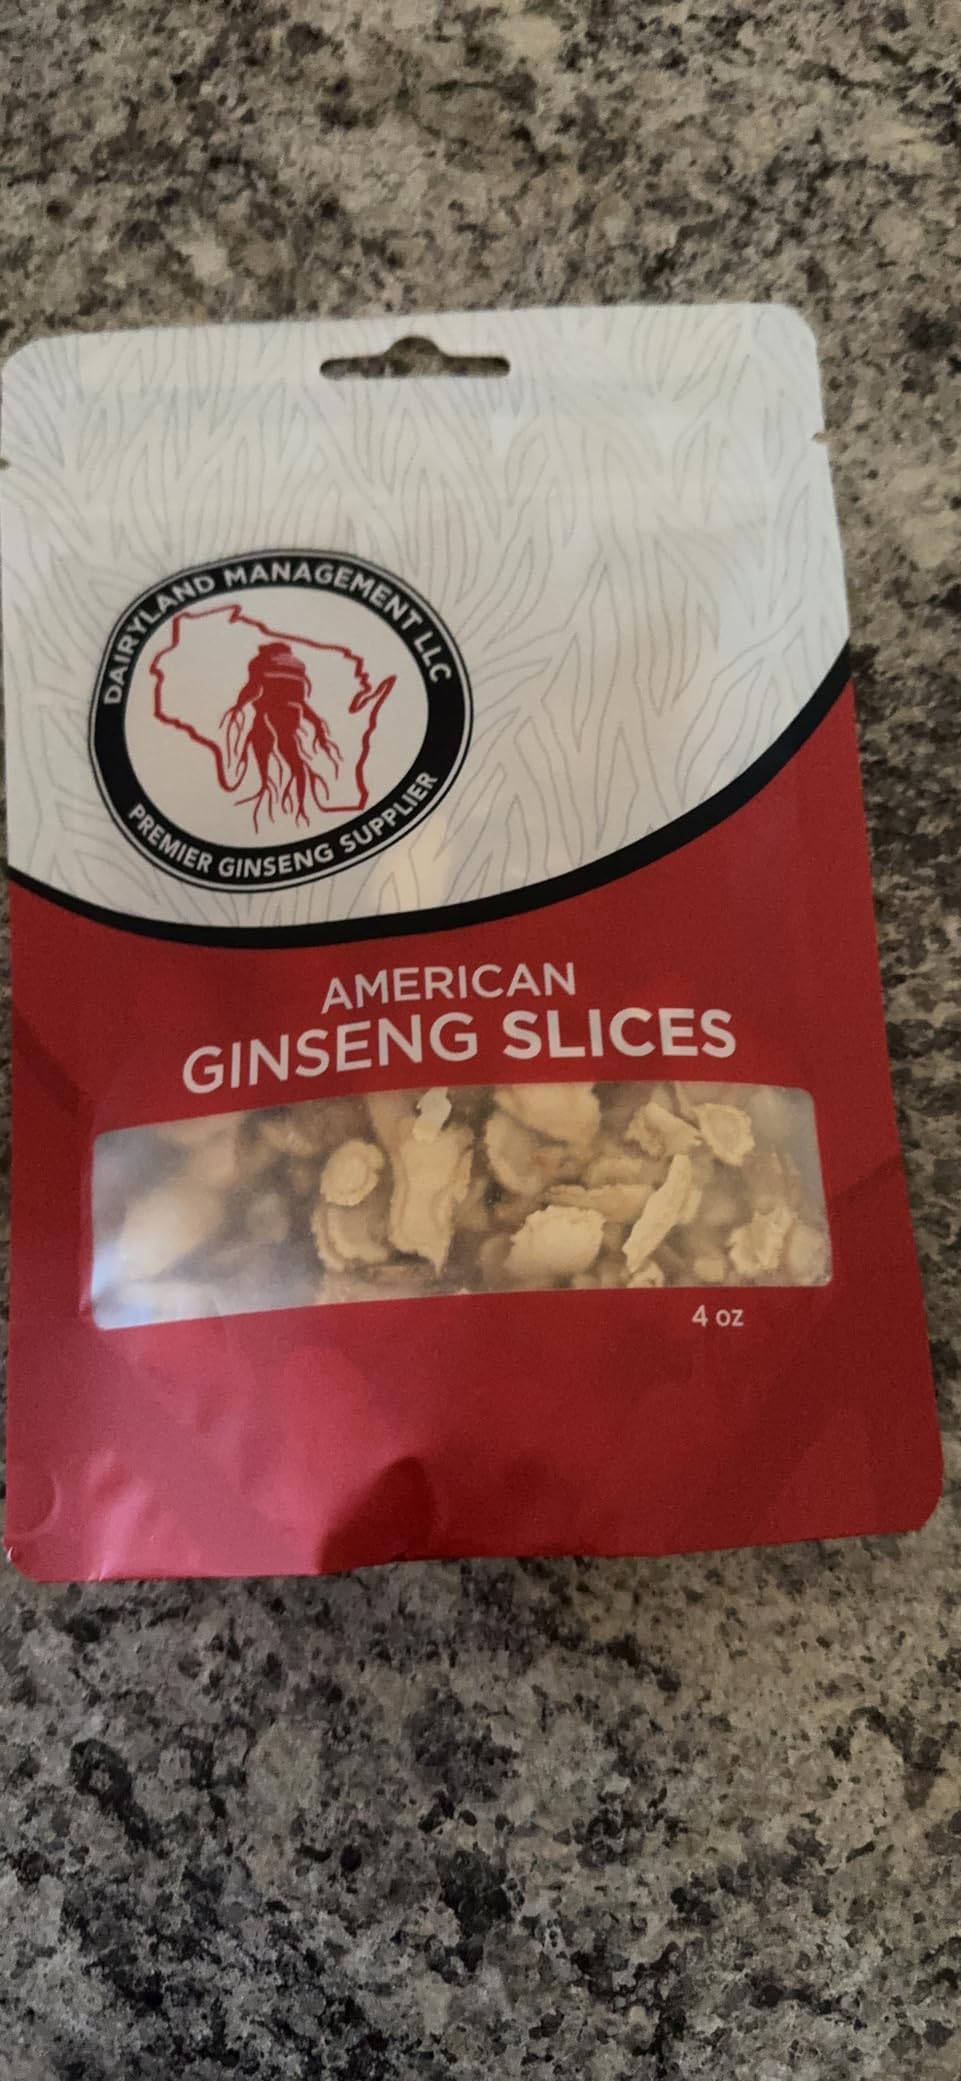 DAIRYLAND MANAGEMENT LLC
PREMIER GINSENG SUPPLIER
AMERICAN
GINSENG SLICES
4 oz